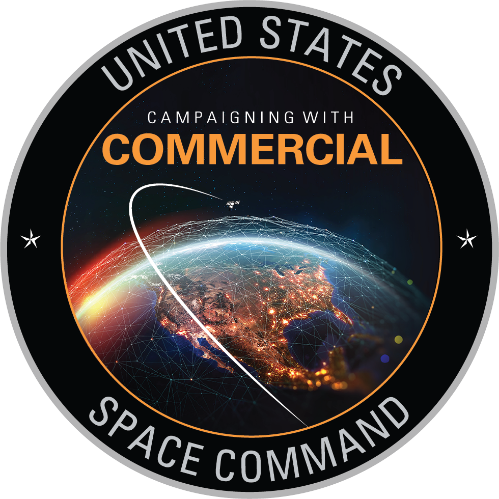 UNITED STATES
CAMPAIGNING WITH
COMMERCIAL
SPACE COMMAND